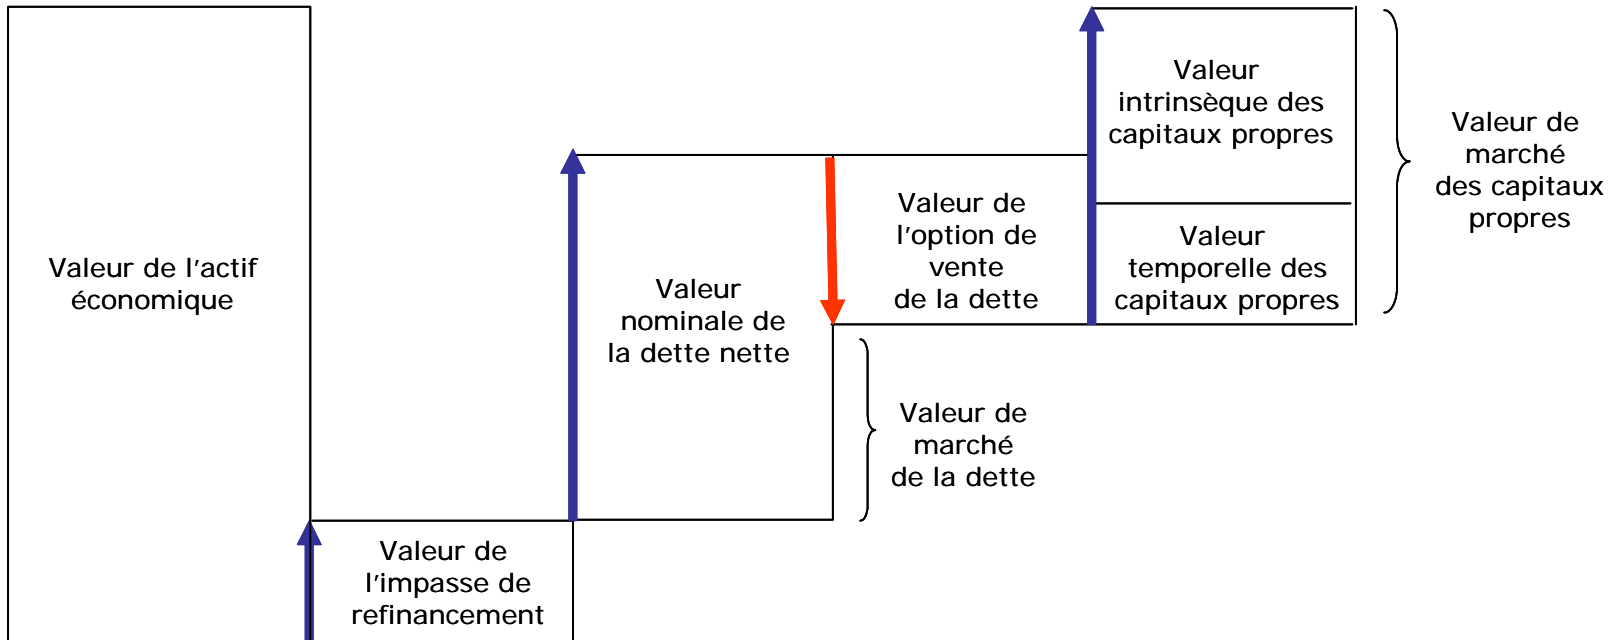 Valeur de l'actif
économique
Valeur de
l'impasse de
refinancement
Valeur
nominale de
la dette nette
Valeur de
l'option de
vente
de la dette
Valeur de
marché
de la dette
Valeur
intrinsèque des
capitaux propres
Valeur
temporelle des
capitaux propres
Valeur de
marché
des capitaux
propres